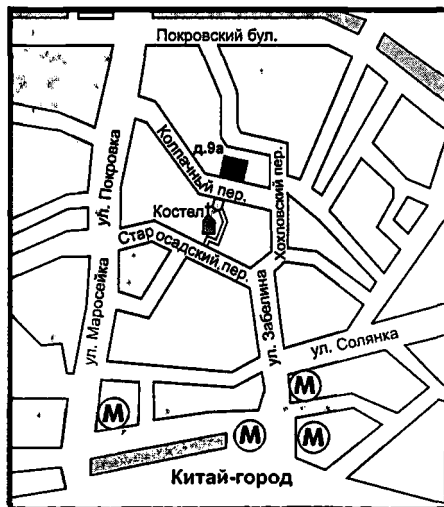 Покровский бул.
ул. Покровка
д.9а
Колпачный пер.
Хохловский пер.
Костел
Старосадский пер.
ул. Маросейка
ул. Забелина
ул. Солянка
М
М
М
М
Китай-город